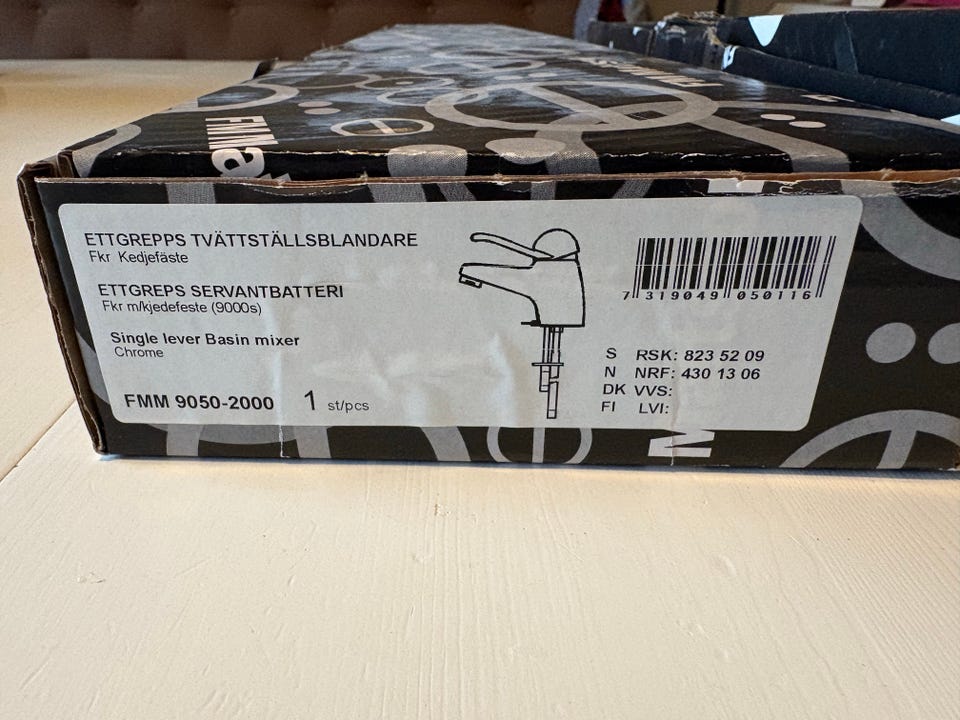 FMMa
ETTGREPPS TVÄTTSTÄLLSBLANDARE
Fkr Kedjefäste
ETTGREPS SERVANTBATTERI
Fkr m/kjedefeste (9000s)
Single lever Basin mixer
Chrome
FMM 9050-2000 1 st/pcs
7 319049 050116
S RSK: 823 52 09
N NRF: 430 13 06
DK VVS:
FI LVI:
M